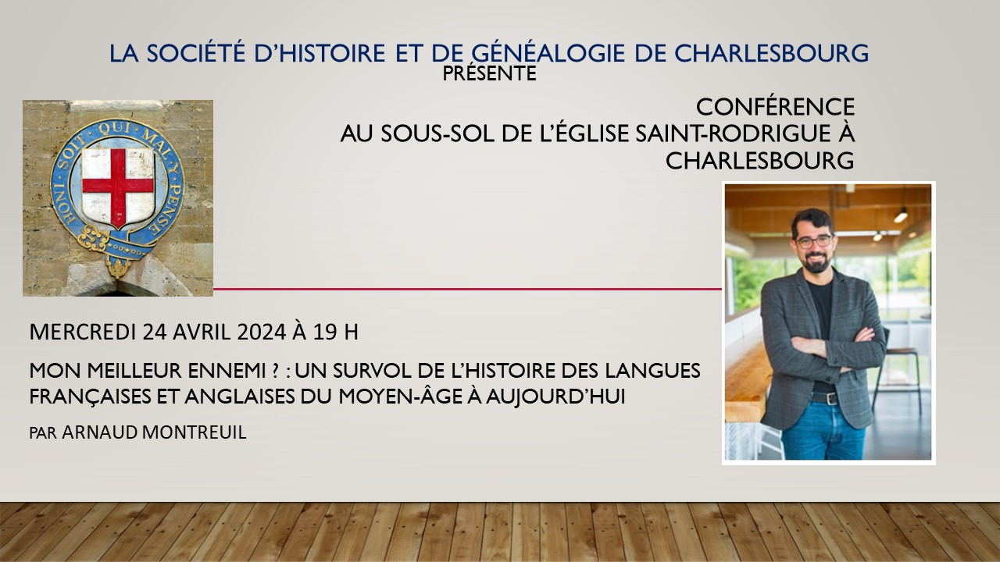 LA SOCIÉTÉ D’HISTOIRE ET DE GÉNÉALOGIE DE CHARLESBOURG
PRÉSENTE
CONFÉRENCE
AU SOUS-SOL DE L’ÉGLISE SAINT-RODRIGUE À
CHARLESBOURG
HONI · SOIT · QUI · MAL · Y · PENSE
MERCREDI 24 AVRIL 2024 À 19 H
MON MEILLEUR ENNEMI ? : UN SURVOL DE L’HISTOIRE DES LANGUES
FRANÇAISES ET ANGLAISES DU MOYEN-ÂGE À AUJOURD’HUI
PAR ARNAUD MONTREUIL